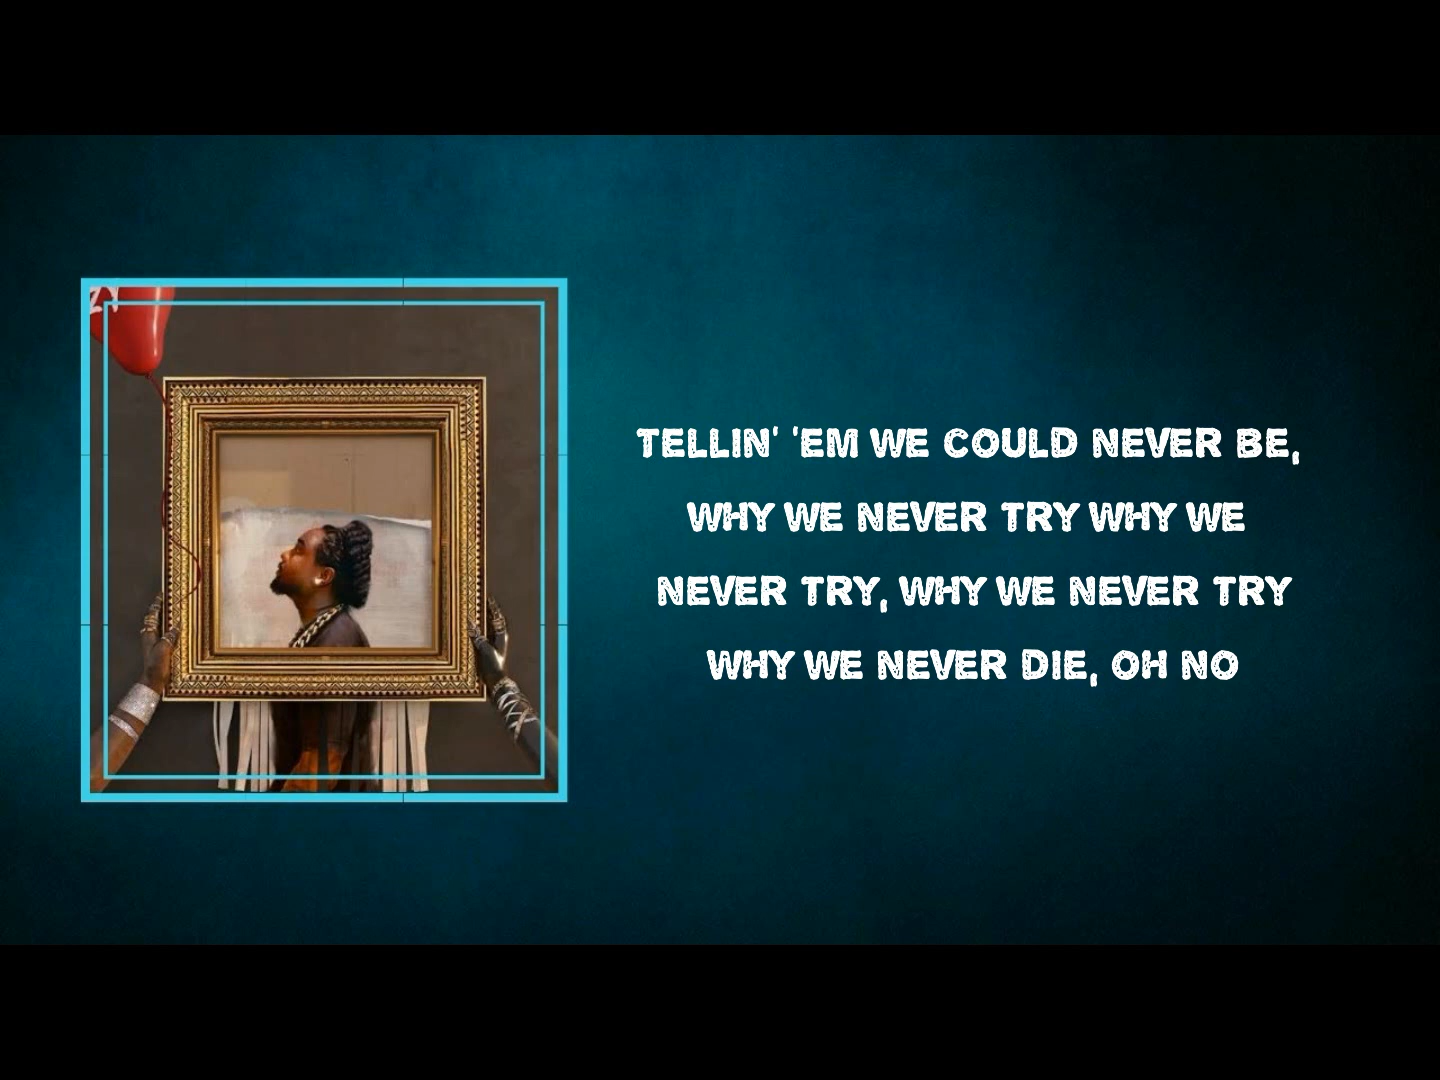 TELLIN' 'EM WE COULD NEVER BE,
WHY WE NEVER TRY WHY WE
NEVER TRY, WHY WE NEVER TRY
WHY WE NEVER DIE, OH NO